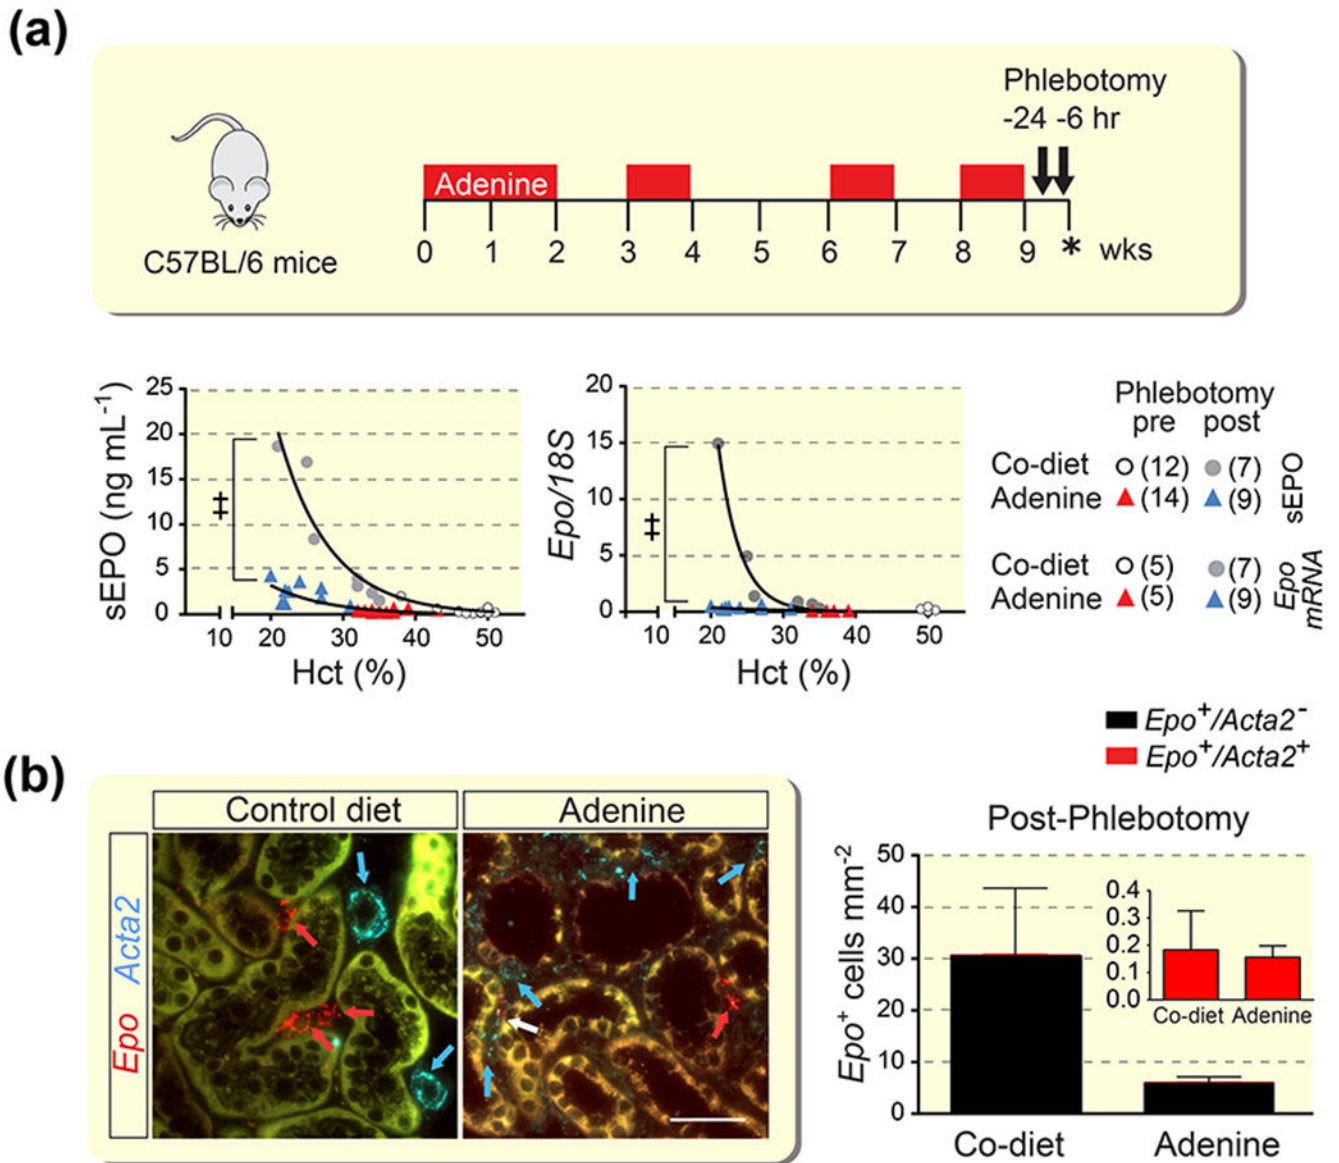 (a)
Phlebotomy
-24 -6 hr
Adenine
0 1 2 3 4 5 6 7 8 9 * wks
C57BL/6 mice
sEPO (ng mL⁻¹)
25
20
15
10
5
0
‡
10 20 30 40 50
Hct (%)
Epo/18S
20
15
10
5
0
‡
10 20 30 40 50
Hct (%)
Phlebotomy
pre post
Co-diet (12) (7)
Adenine (14) (9)
sEPO
Co-diet (5) (7)
Adenine (5) (9)
Epo
mRNA
(b)
Control diet
Adenine
Epo Acta2
Epo⁺/Acta2⁻
Epo⁺/Acta2⁺
Post-Phlebotomy
Epo⁺ cells mm⁻²
50
40
30
20
10
0
0.4
0.3
0.2
0.1
0.0
Co-diet Adenine
Co-diet Adenine